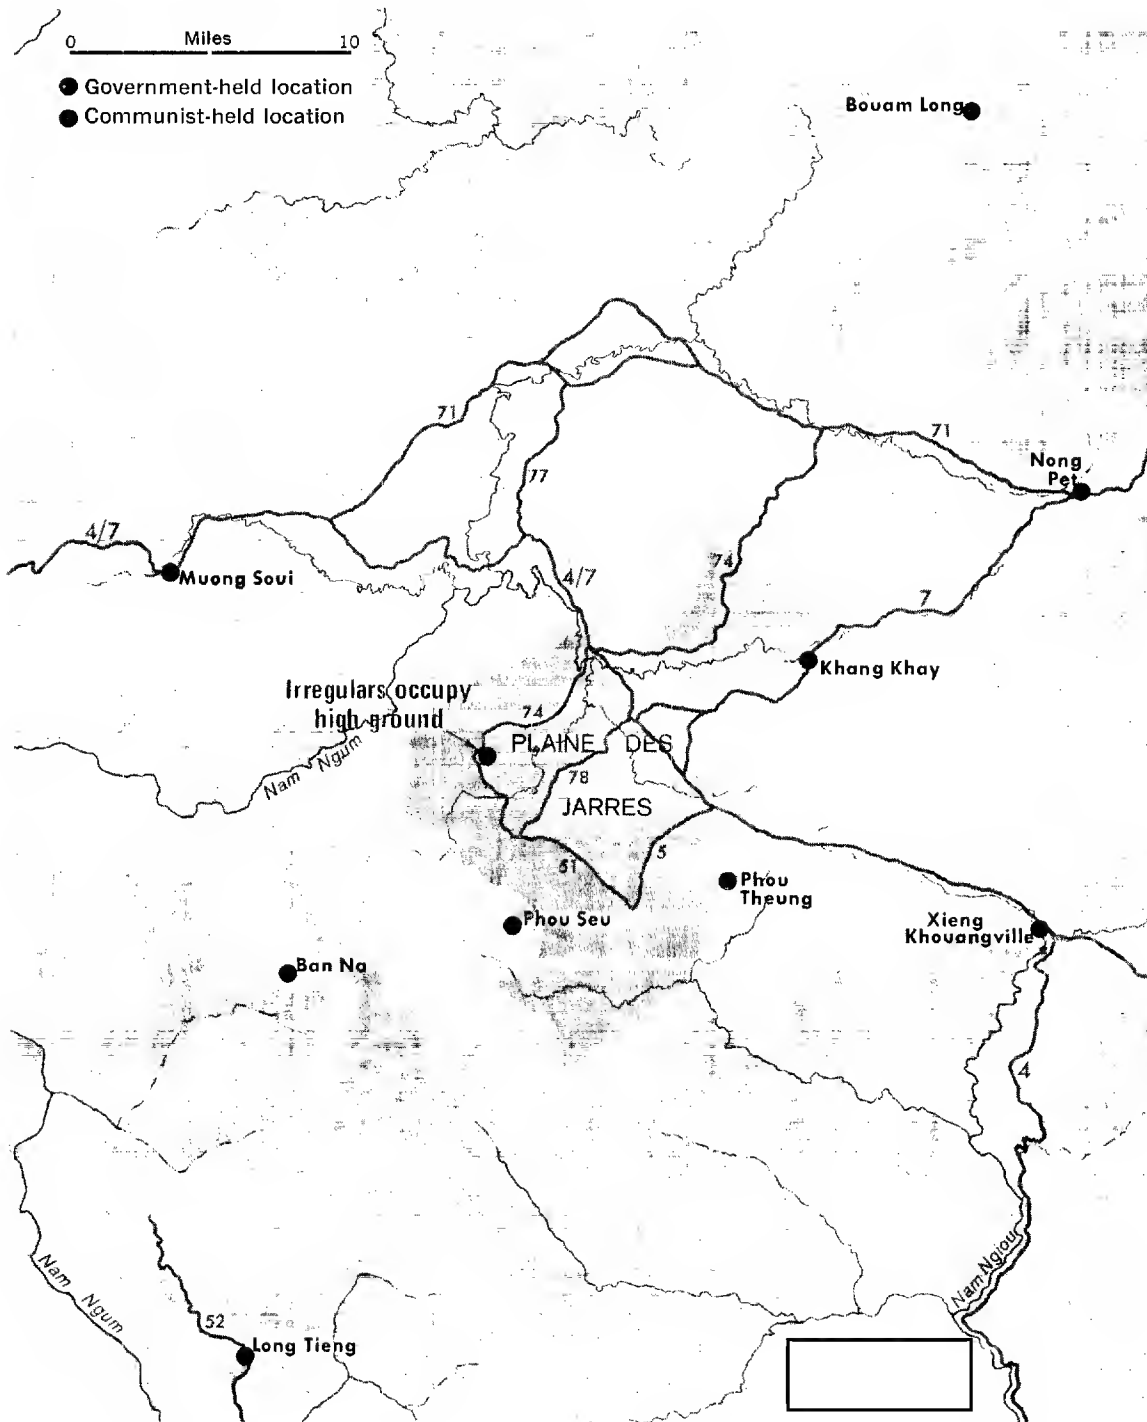 0 Miles 10
Government-held location
Communist-held location
Bouam Long
71
71
Nong
Pet
77
4/7
Muong Soui
4/7
74
7
Khang Khay
Irregulars occupy
high ground
74
PLAINE DES
Nam Ngum
78
JARRES
51
5
Phou
Theung
Phou Seu
Xieng
Khouangville
Ban Na
4
Nam Ngiou
Nam Ngum
52
Long Tieng